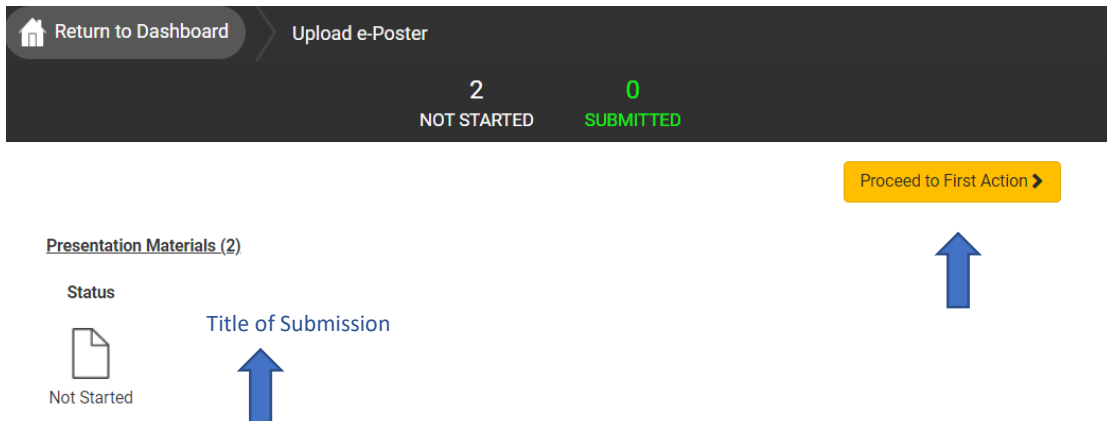 Return to Dashboard
Upload e-Poster
2
0
NOT STARTED
SUBMITTED
Proceed to First Action
Presentation Materials (2)
Status
Title of Submission
Not Started